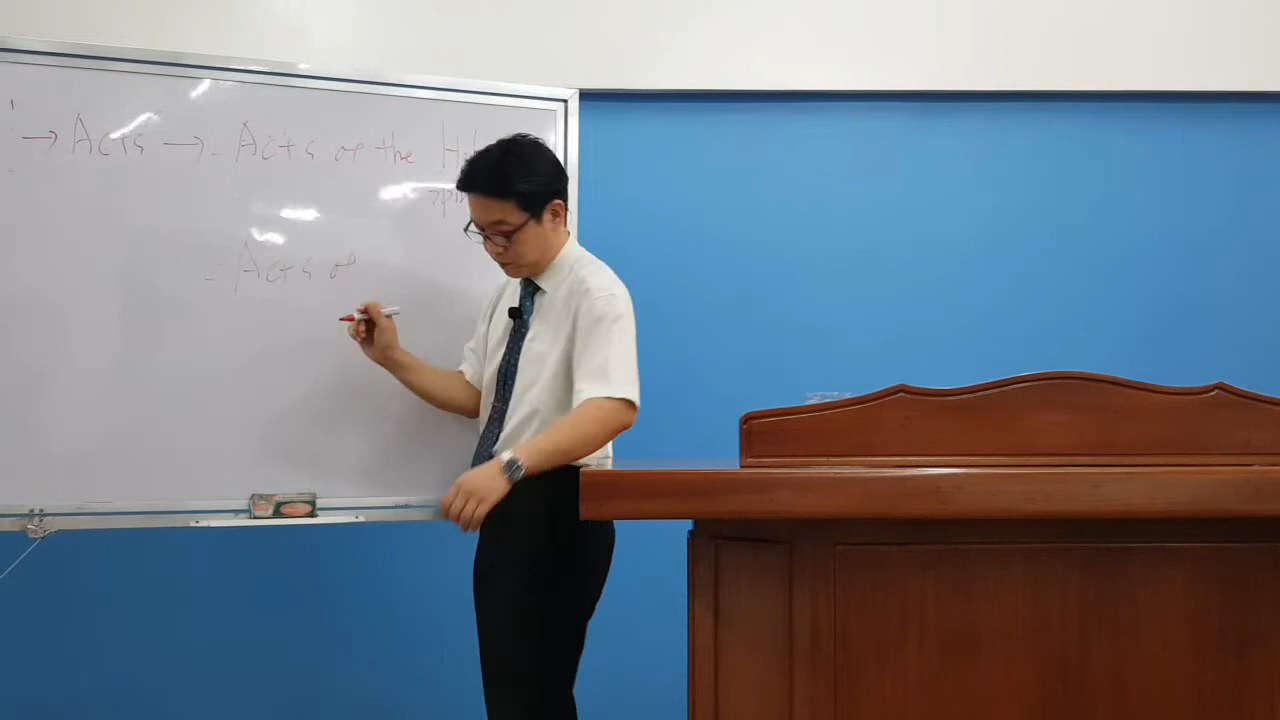 → Acts → - Acts of the
- Acts of